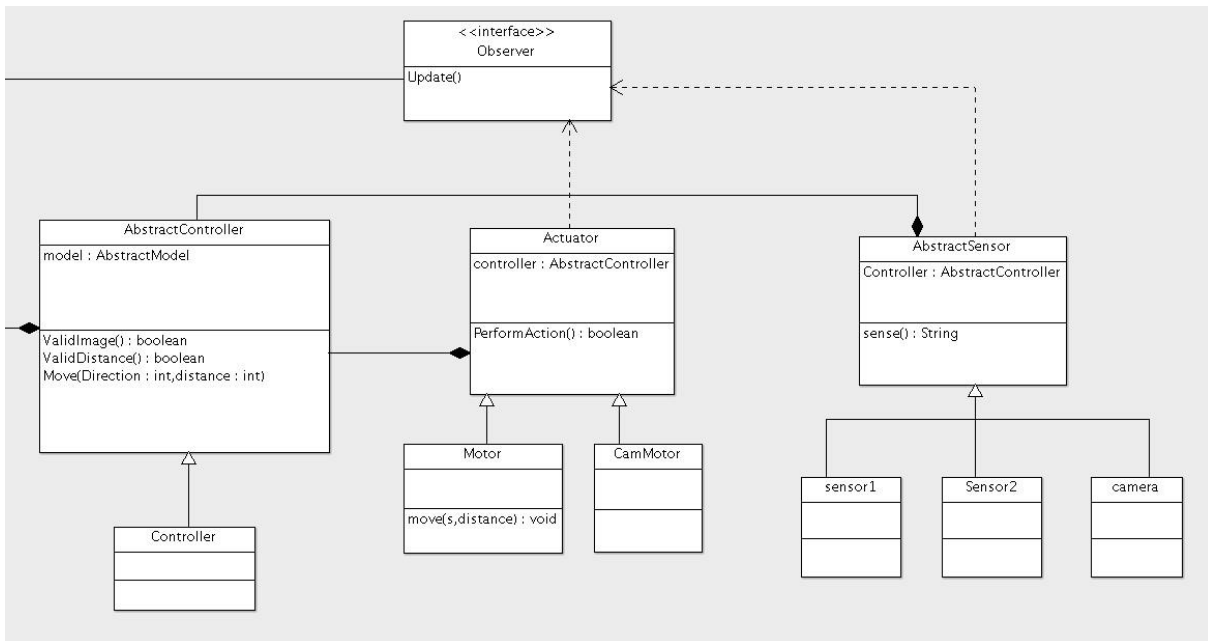 <<interface>>
Observer
Update()
AbstractController
model : AbstractModel
ValidImage() : boolean
ValidDistance() : boolean
Move(Direction : int,distance : int)
Actuator
controller : AbstractController
PerformAction() : boolean
AbstractSensor
Controller : AbstractController
sense() : String
Controller
Motor
move(s,distance) : void
CamMotor
sensor1
Sensor2
camera